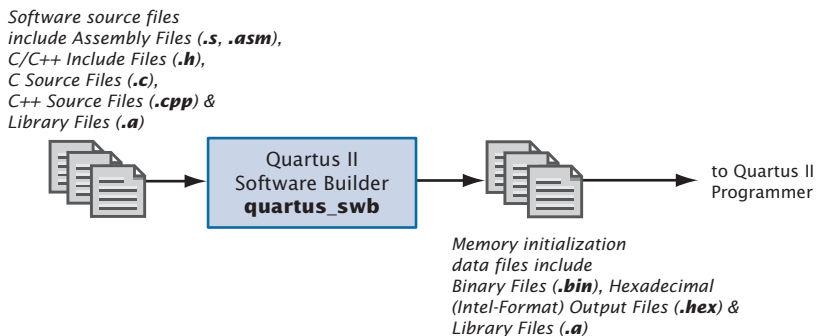 Software source files
include Assembly Files (.s, .asm),
C/C++ Include Files (.h),
C Source Files (.c),
C++ Source Files (.cpp) &
Library Files (.a)
Quartus II
Software Builder
quartus_swb
to Quartus II
Programmer
Memory initialization
data files include
Binary Files (.bin), Hexadecimal
(Intel-Format) Output Files (.hex) &
Library Files (.a)